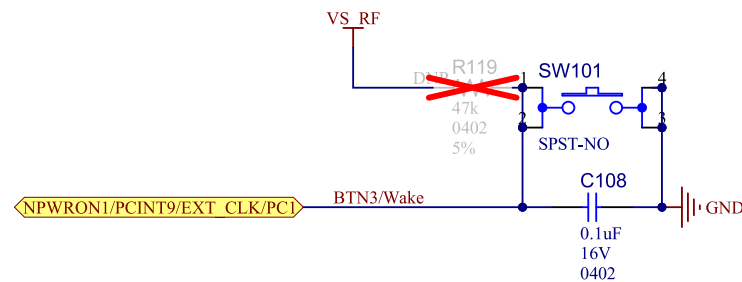 VS_RF
DNP
R119
47k
0402
5%
1
2
SW101
SPST-NO
4
3
NPWRON1/PCINT9/EXT_CLK/PC1
BTN3/Wake
C108
0.1uF
16V
0402
GND